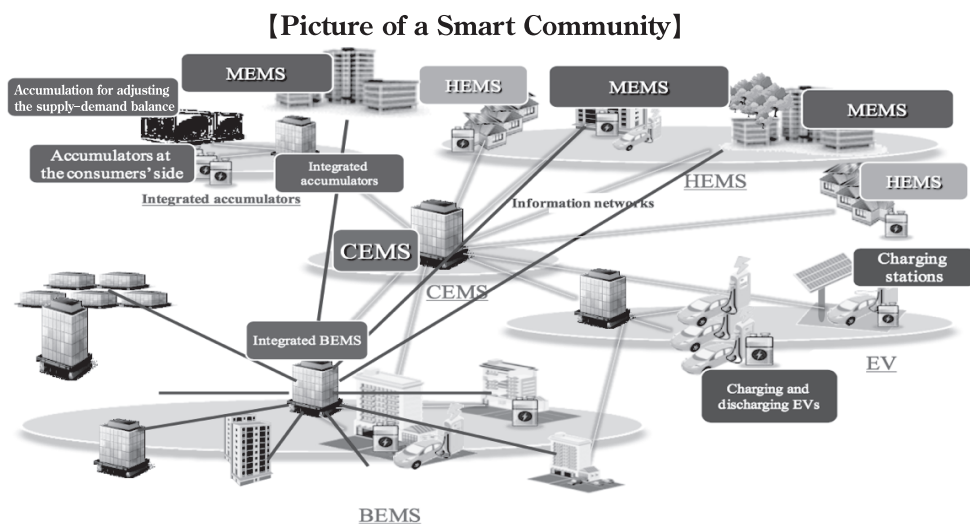 【Picture of a Smart Community】
MEMS
HEMS
MEMS
MEMS
Accumulation for adjusting
the supply-demand balance
Accumulators at
the consumers' side
Integrated
accumulators
Integrated accumulators
HEMS
HEMS
Information networks
CEMS
CEMS
Charging
stations
Integrated BEMS
EV
Charging and
discharging EVs
BEMS